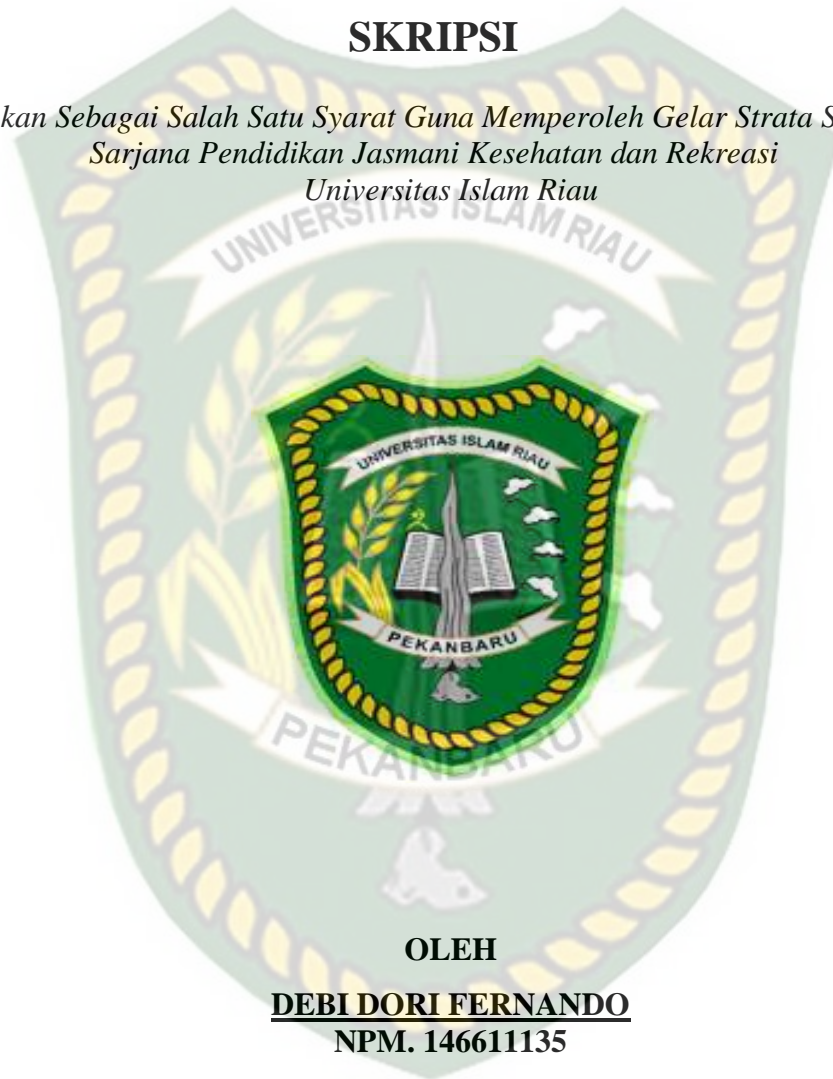 SKRIPSI
kan Sebagai Salah Satu Syarat Guna Memperoleh Gelar Strata S
Sarjana Pendidikan Jasmani Kesehatan dan Rekreasi
Universitas Islam Riau
UNIVERSITAS ISLAM RIAU
UNIVERSITAS ISLAM RIAU
PEKANBARU
PEKANBARU
OLEH
DEBI DORI FERNANDO
NPM. 146611135